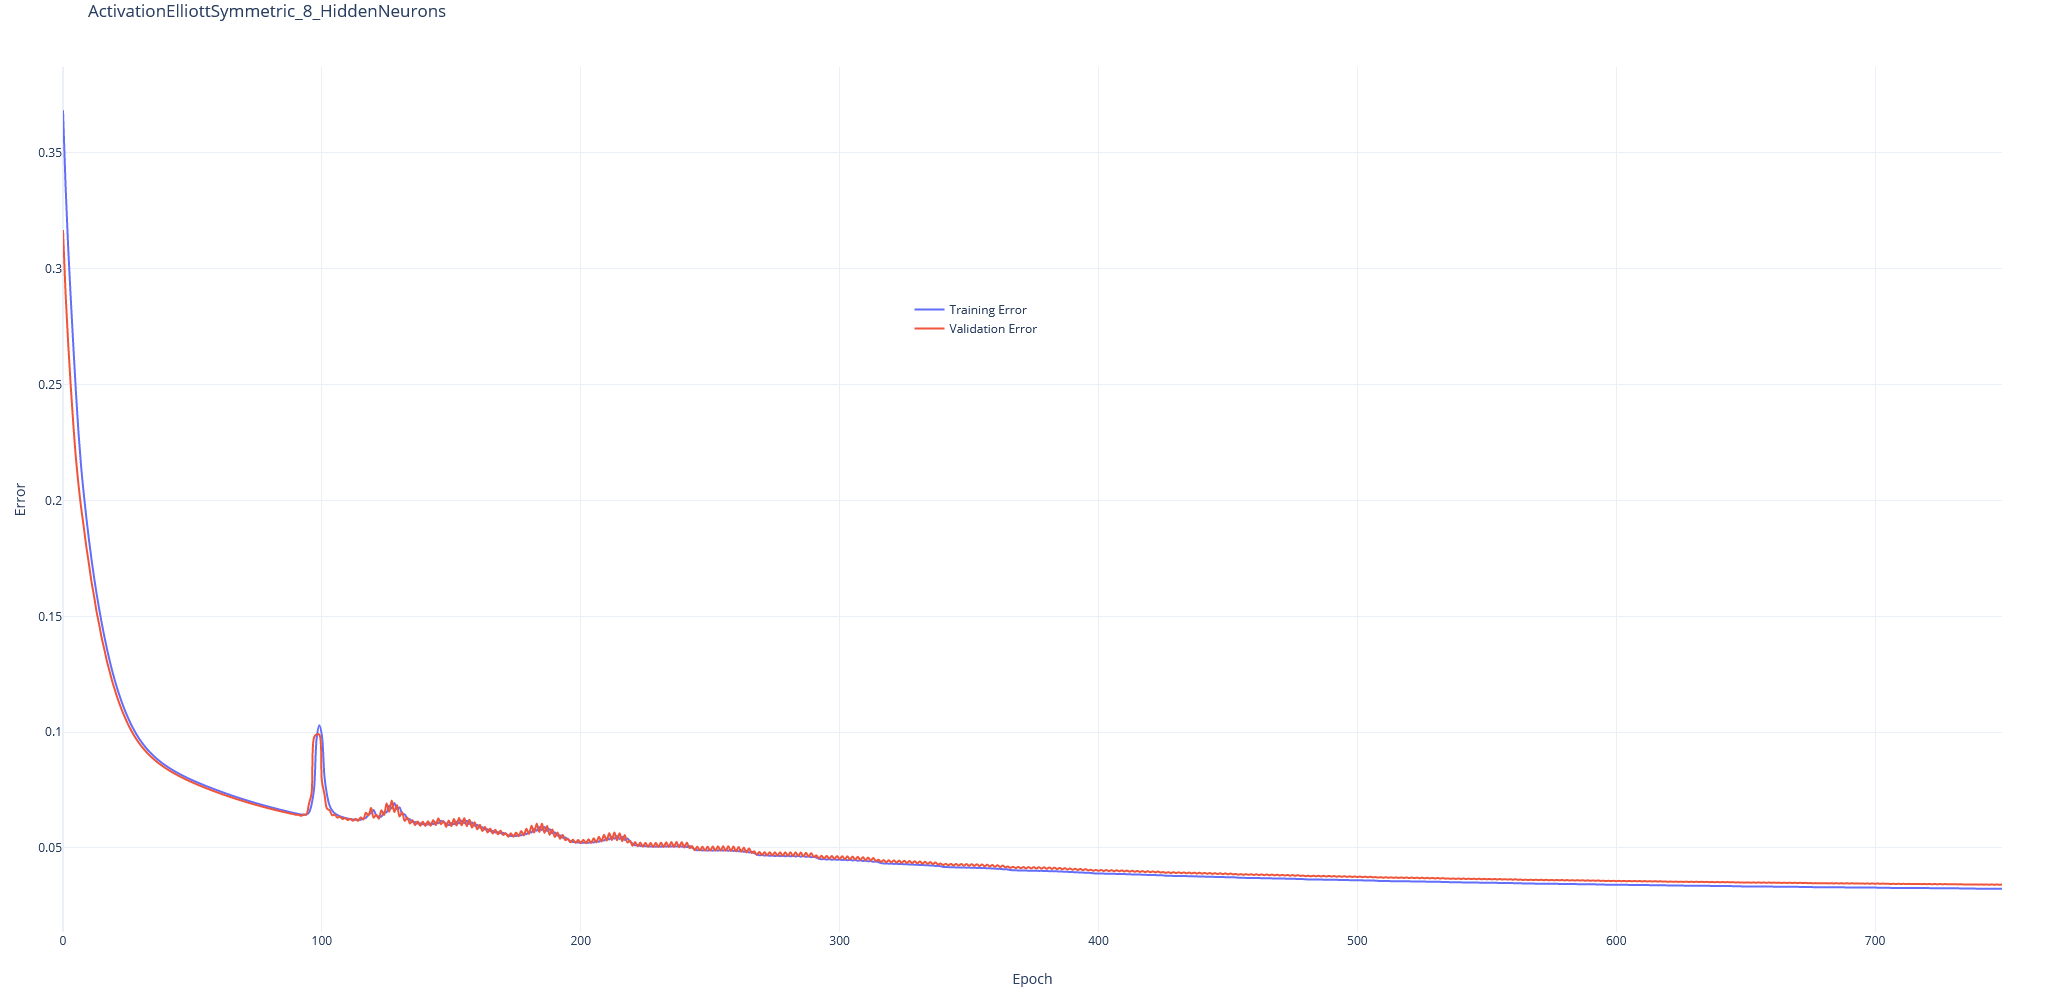 ActivationElliottSymmetric_8_HiddenNeurons
0.35
0.3
0.25
0.2
0.15
0.1
0.05
Error
Training Error
Validation Error
0 100 200 300 400 500 600 700
Epoch